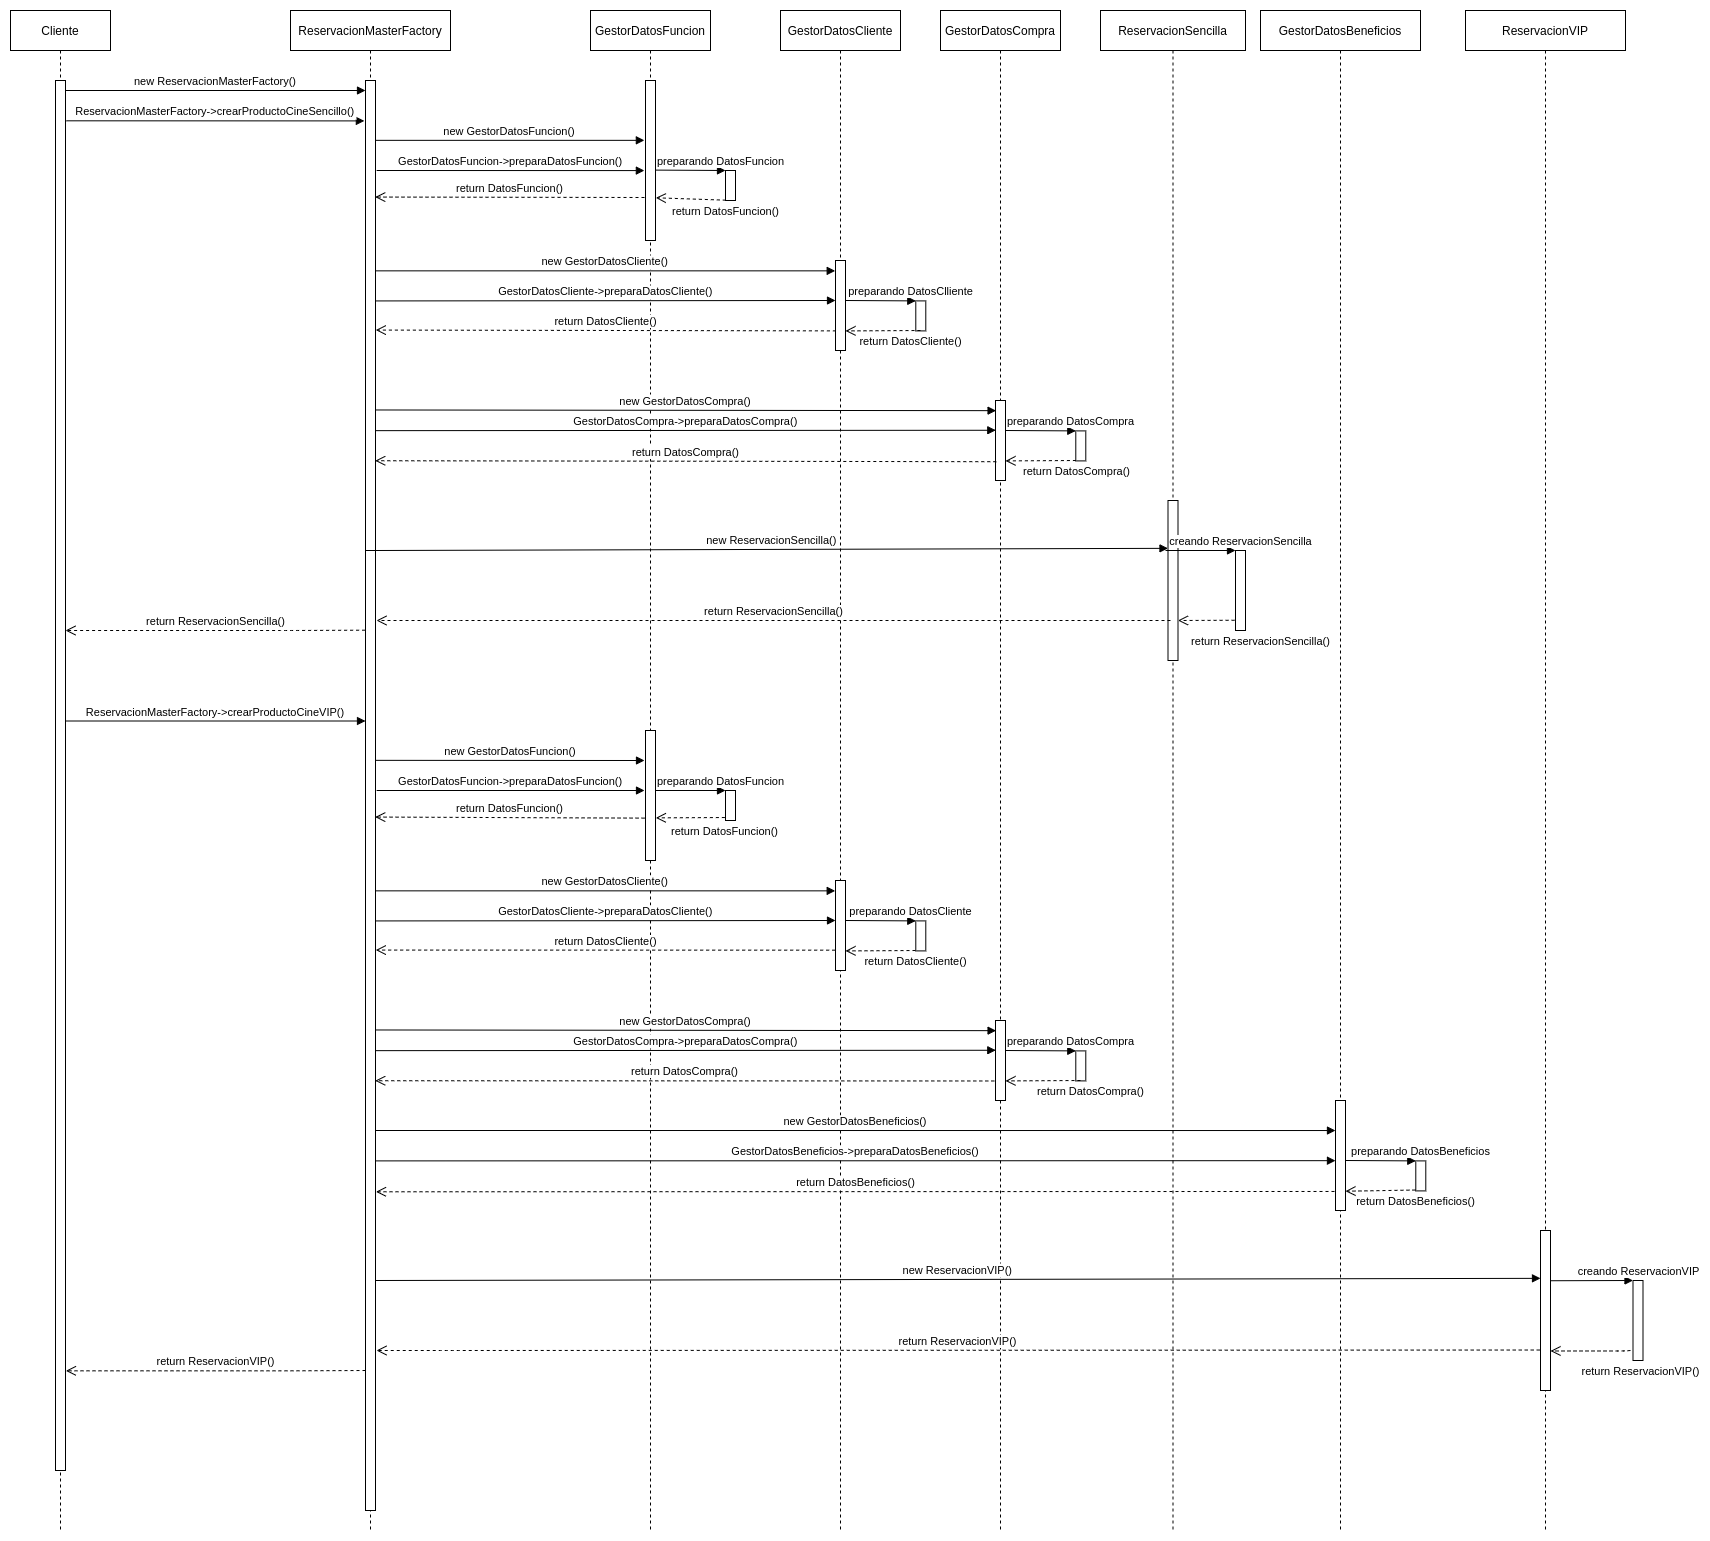 Cliente
ReservacionMasterFactory
GestorDatosFuncion
GestorDatosCliente
GestorDatosCompra
ReservacionSencilla
GestorDatosBeneficios
ReservacionVIP
new ReservacionMasterFactory()
ReservacionMasterFactory->crearProductoCineSencillo()
new GestorDatosFuncion()
GestorDatosFuncion->preparaDatosFuncion()
preparando DatosFuncion
return DatosFuncion()
return DatosFuncion()
new GestorDatosCliente()
GestorDatosCliente->preparaDatosCliente()
preparando DatosClliente
return DatosCliente()
return DatosCliente()
new GestorDatosCompra()
GestorDatosCompra->preparaDatosCompra()
preparando DatosCompra
return DatosCompra()
return DatosCompra()
new ReservacionSencilla()
creando ReservacionSencilla
return ReservacionSencilla()
return ReservacionSencilla()
return ReservacionSencilla()
ReservacionMasterFactory->crearProductoCineVIP()
new GestorDatosFuncion()
GestorDatosFuncion->preparaDatosFuncion()
preparando DatosFuncion
return DatosFuncion()
return DatosFuncion()
new GestorDatosCliente()
GestorDatosCliente->preparaDatosCliente()
preparando DatosCliente
return DatosCliente()
return DatosCliente()
new GestorDatosCompra()
GestorDatosCompra->preparaDatosCompra()
preparando DatosCompra
return DatosCompra()
return DatosCompra()
new GestorDatosBeneficios()
GestorDatosBeneficios->preparaDatosBeneficios()
preparando DatosBeneficios
return DatosBeneficios()
return DatosBeneficios()
new ReservacionVIP()
creando ReservacionVIP
return ReservacionVIP()
return ReservacionVIP()
return ReservacionVIP()